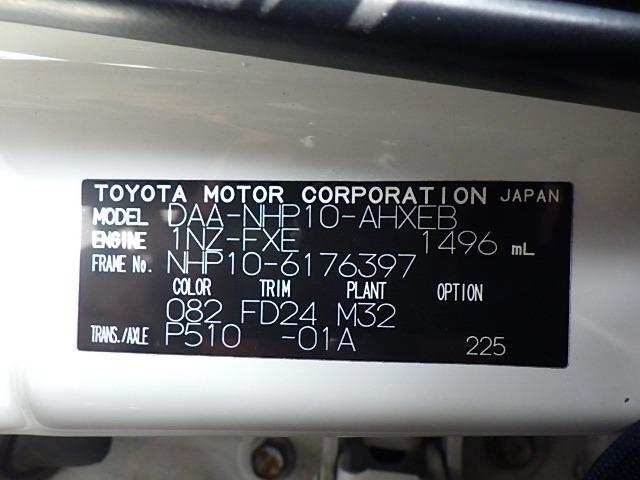 TOYOTA MOTOR CORPORATION JAPAN
MODEL DAA-NHP10-AHXEB
ENGINE 1NZ-FXE 1496 mL
FRAME No. NHP10-6176397
COLOR TRIM PLANT OPTION
082 FD24 M32
TRANS./AXLE P510 -01A 225